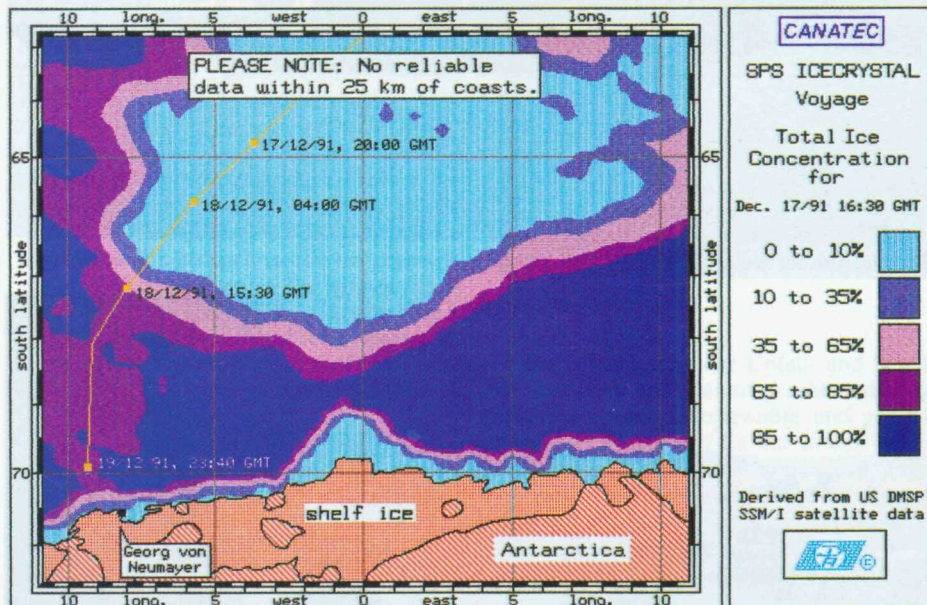 10 long. 5 west 0 east 5 long. 10
PLEASE NOTE: No reliable
data within 25 km of coasts.
17/12/91, 20:00 GMT
65
65
18/12/91, 04:00 GMT
south latitude
south latitude
18/12/91, 15:30 GMT
19/12 91, 23:40 GMT
70
70
shelf ice
Georg von
Neumayer
Antarctica
10 long. 5 west 0 east 5 long. 10
CANATEC
SPS ICECRYSTAL
Voyage
Total Ice
Concentration
for
Dec. 17/91 16:30 GMT
0 to 10%
10 to 35%
35 to 65%
65 to 85%
85 to 100%
Derived from US DMSP
SSM/I satellite data
©